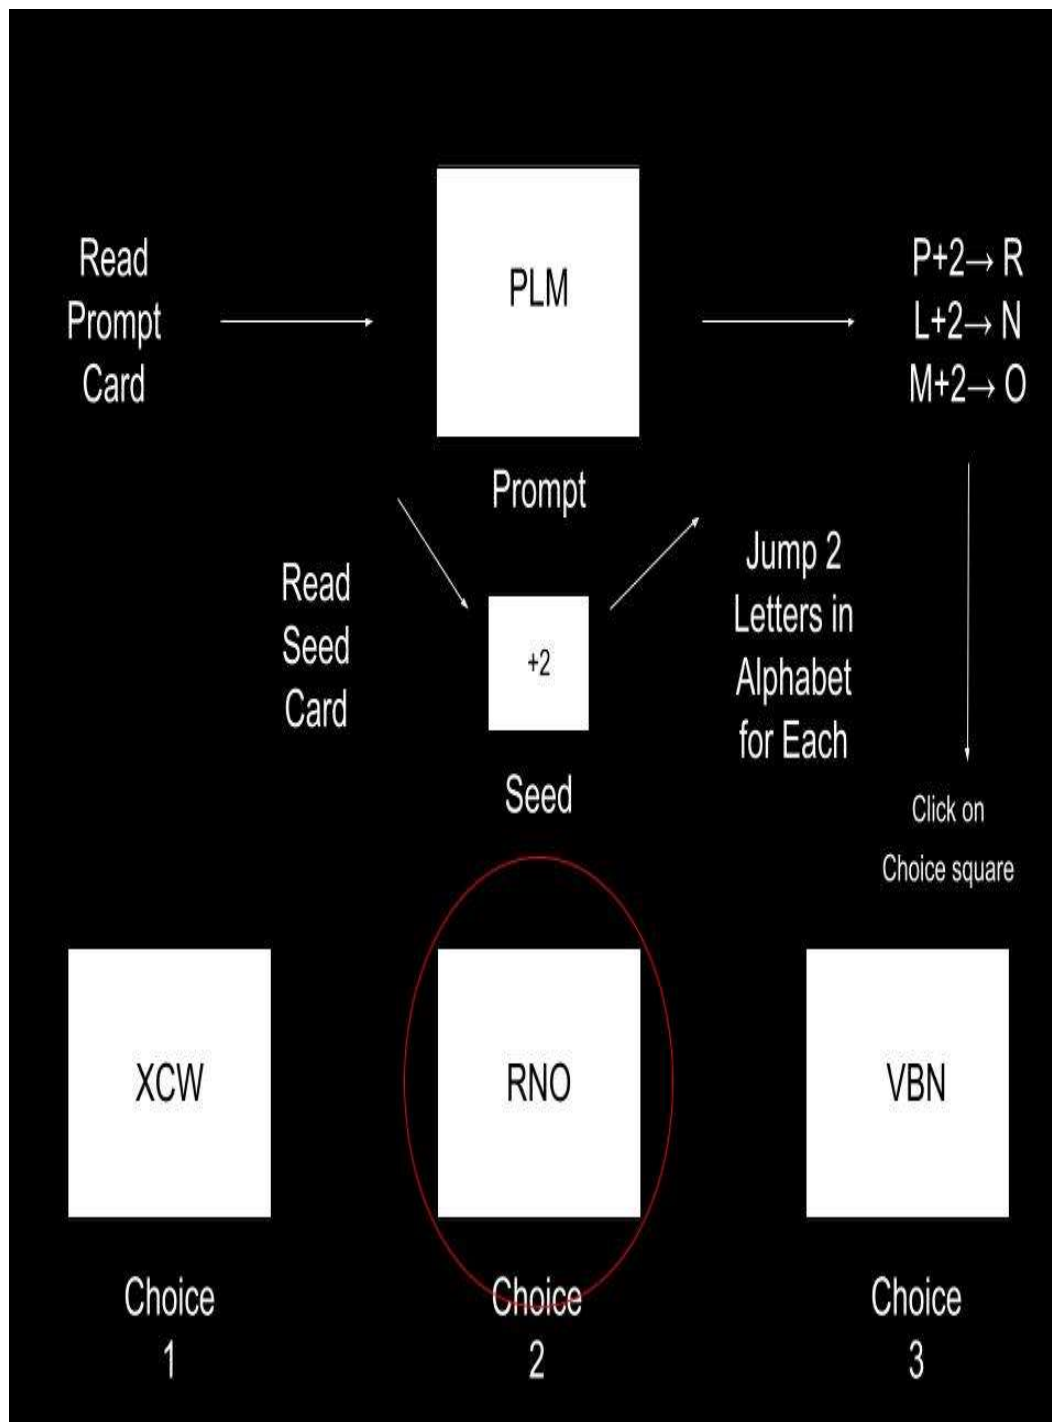 Read
Prompt
Card
PLM
P+2→ R
L+2→ N
M+2→ O
Prompt
Read
Seed
Card
+2
Jump 2
Letters in
Alphabet
for Each
Seed
Click on
Choice square
XCW
RNO
VBN
Choice
1
Choice
2
Choice
3